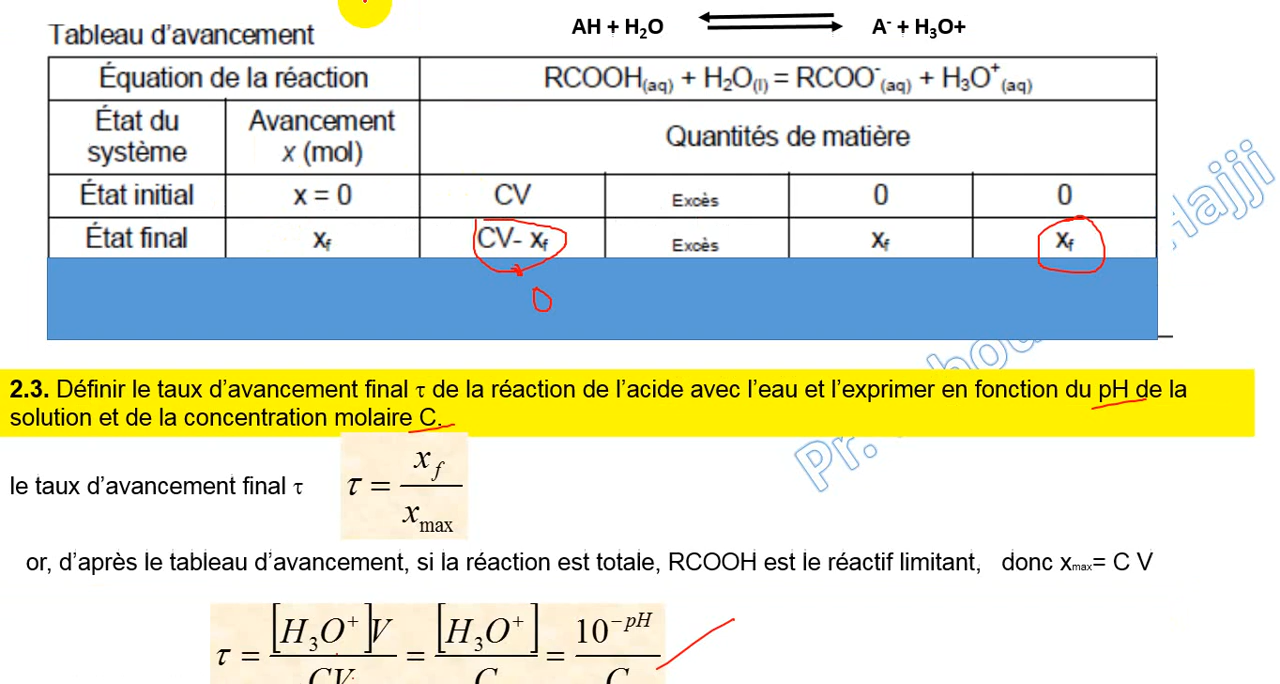 AH + H₂O ⇌ A⁻ + H₃O+
Tableau d'avancement
Équation de la réaction RCOOH(aq) + H₂O(l) = RCOO⁻(aq) + H₃O⁺(aq)
État du système Avancement x (mol) Quantités de matière
État initial x = 0 CV Excès 0 0
État final xf CV- xf Excès xf xf
0
2.3. Définir le taux d'avancement final τ de la réaction de l'acide avec l'eau et l'exprimer en fonction du pH de la
solution et de la concentration molaire C.
le taux d'avancement final τ τ = xf / xmax
or, d'après le tableau d'avancement, si la réaction est totale, RCOOH est le réactif limitant, donc xmax= C V
τ = [H₃O⁺]V / CV = [H₃O⁺] / C = 10^-pH / C
Pr.